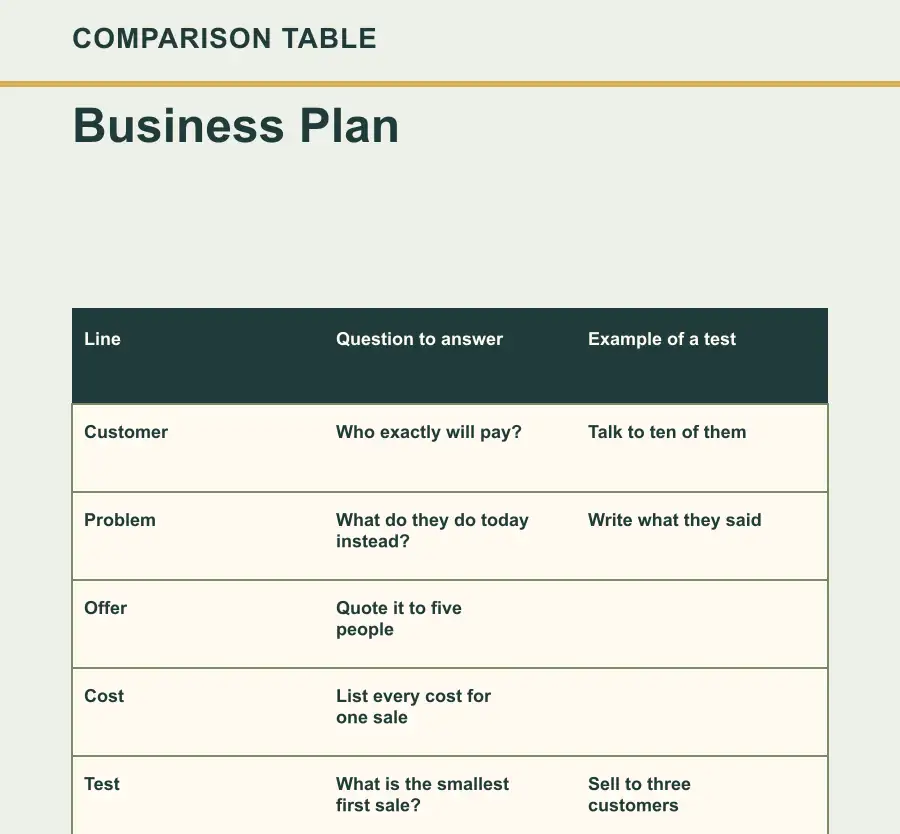 COMPARISON TABLE
Business Plan
Line Question to answer Example of a test
Customer Who exactly will pay? Talk to ten of them
Problem What do they do today Write what they said
instead?
Offer Quote it to five
people
Cost List every cost for
one sale
Test What is the smallest Sell to three
first sale? customers